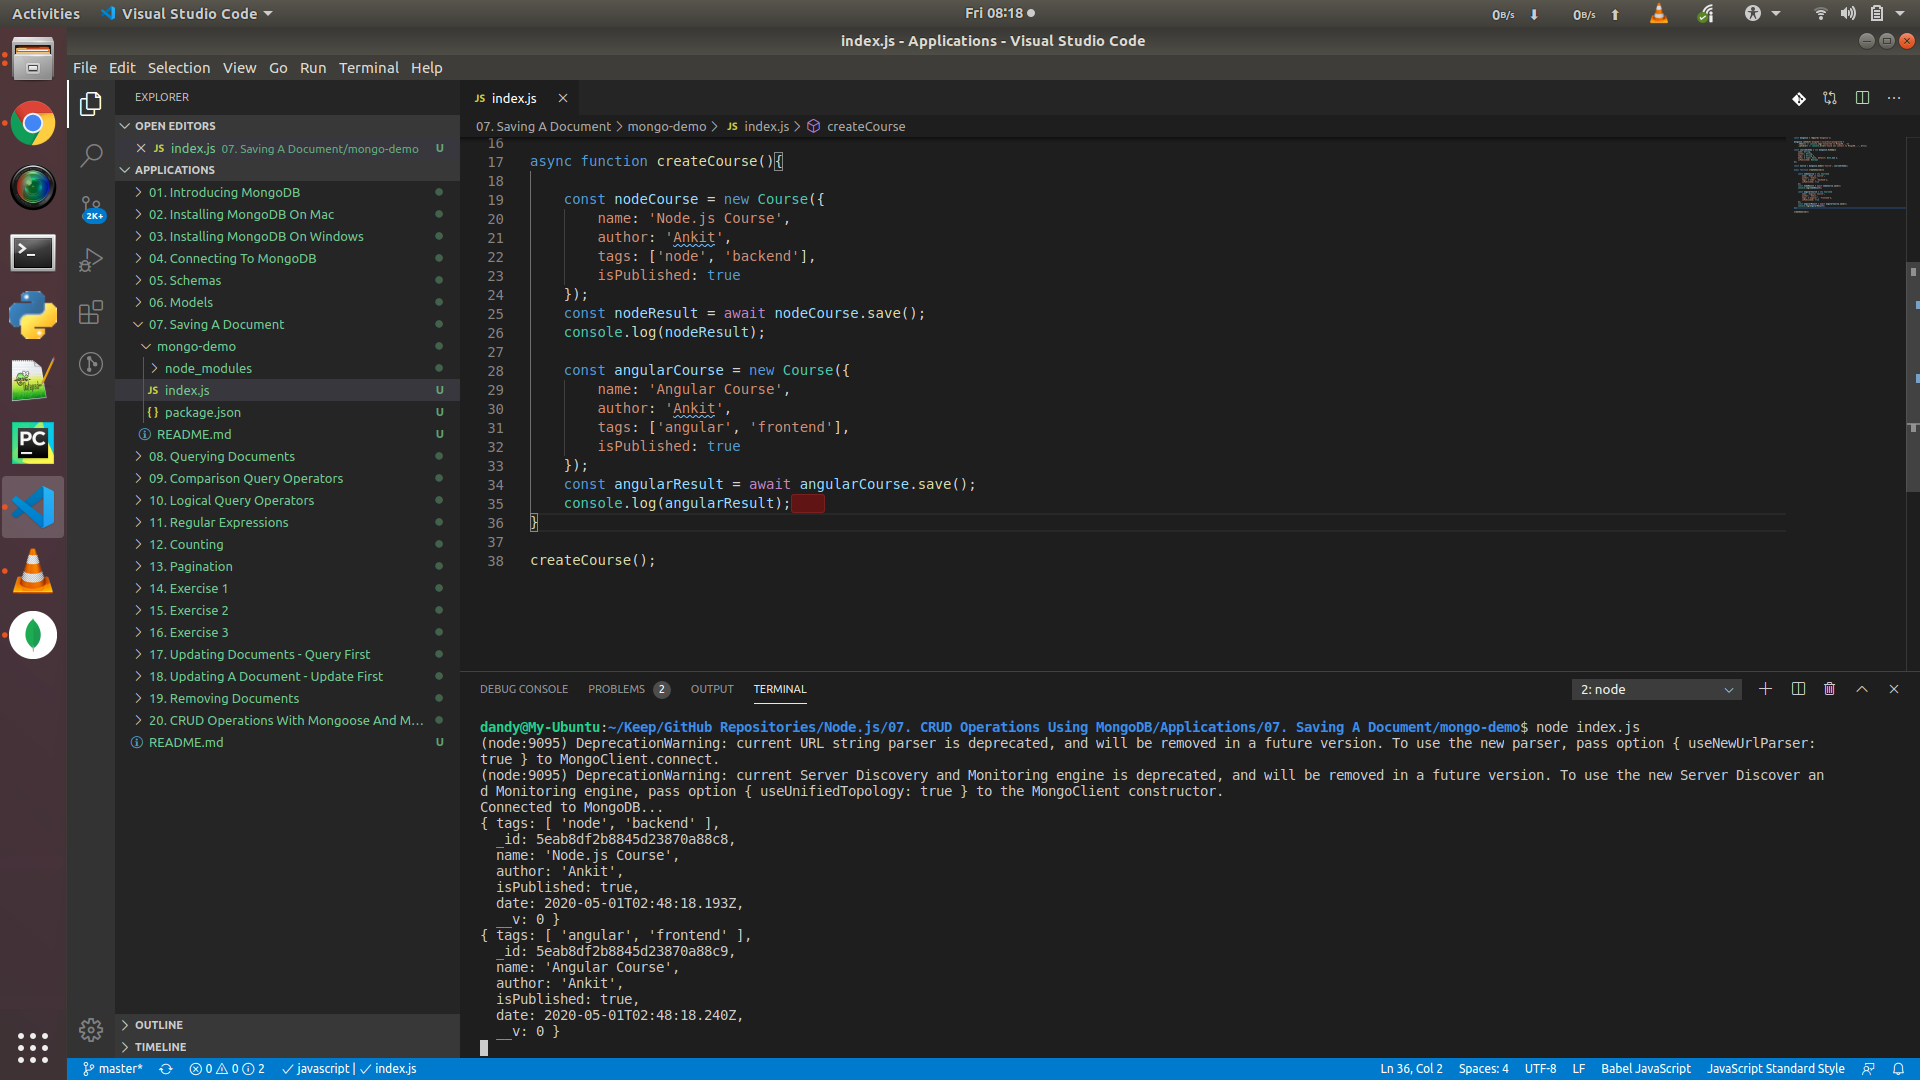 Activities Visual Studio Code Fri 08:18 0B/s 0B/s
index.js - Applications - Visual Studio Code
File Edit Selection View Go Run Terminal Help
EXPLORER
OPEN EDITORS
JS index.js 07. Saving A Document/mongo-demo U
APPLICATIONS
01. Introducing MongoDB
02. Installing MongoDB On Mac
03. Installing MongoDB On Windows
04. Connecting To MongoDB
05. Schemas
06. Models
07. Saving A Document
mongo-demo
node_modules
JS index.js U
{} package.json U
README.md U
08. Querying Documents
09. Comparison Query Operators
10. Logical Query Operators
11. Regular Expressions
12. Counting
13. Pagination
14. Exercise 1
15. Exercise 2
16. Exercise 3
17. Updating Documents - Query First
18. Updating A Document - Update First
19. Removing Documents
20. CRUD Operations With Mongoose And M...
README.md U
OUTLINE
TIMELINE
2K+
PC
JS index.js
07. Saving A Document > mongo-demo > JS index.js > createCourse
16
17 async function createCourse(){
18
19 const nodeCourse = new Course({
20 name: 'Node.js Course',
21 author: 'Ankit',
22 tags: ['node', 'backend'],
23 isPublished: true
24 });
25 const nodeResult = await nodeCourse.save();
26 console.log(nodeResult);
27
28 const angularCourse = new Course({
29 name: 'Angular Course',
30 author: 'Ankit',
31 tags: ['angular', 'frontend'],
32 isPublished: true
33 });
34 const angularResult = await angularCourse.save();
35 console.log(angularResult);
36 }
37
38 createCourse();
DEBUG CONSOLE PROBLEMS 2 OUTPUT TERMINAL 2: node
dandy@My-Ubuntu:~/Keep/GitHub Repositories/Node.js/07. CRUD Operations Using MongoDB/Applications/07. Saving A Document/mongo-demo$ node index.js
(node:9095) DeprecationWarning: current URL string parser is deprecated, and will be removed in a future version. To use the new parser, pass option { useNewUrlParser:
true } to MongoClient.connect.
(node:9095) DeprecationWarning: current Server Discovery and Monitoring engine is deprecated, and will be removed in a future version. To use the new Server Discover an
d Monitoring engine, pass option { useUnifiedTopology: true } to the MongoClient constructor.
Connected to MongoDB...
{ tags: [ 'node', 'backend' ],
_id: 5eab8df2b8845d23870a88c8,
name: 'Node.js Course',
author: 'Ankit',
isPublished: true,
date: 2020-05-01T02:48:18.193Z,
__v: 0 }
{ tags: [ 'angular', 'frontend' ],
_id: 5eab8df2b8845d23870a88c9,
name: 'Angular Course',
author: 'Ankit',
isPublished: true,
date: 2020-05-01T02:48:18.240Z,
__v: 0 }
master* 0 0 2 javascript | index.js Ln 36, Col 2 Spaces: 4 UTF-8 LF Babel JavaScript JavaScript Standard Style